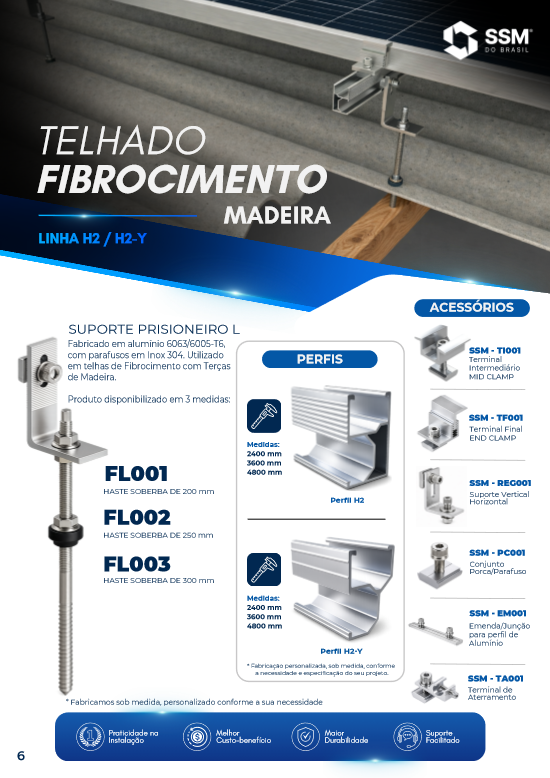 SSM
DO BRASIL
TELHADO
FIBROCIMENTO
MADEIRA
LINHA H2 / H2-Y
SUPORTE PRISIONEIRO L
Fabricado em alumínio 6063/6005-T6,
com parafusos em Inox 304. Utilizado
em telhas de Fibrocimento com Terças
de Madeira.
Produto disponibilizado em 3 medidas:
FL001
HASTE SOBERBA DE 200 mm
FL002
HASTE SOBERBA DE 250 mm
FL003
HASTE SOBERBA DE 300 mm
PERFIS
Medidas:
2400 mm
3600 mm
4800 mm
Perfil H2
Medidas:
2400 mm
3600 mm
4800 mm
Perfil H2-Y
* Fabricação personalizada, sob medida, conforme
a necessidade e especificação do seu projeto.
ACESSÓRIOS
SSM - TI001
Terminal
Intermediário
MID CLAMP
SSM - TF001
Terminal Final
END CLAMP
SSM - REG001
Suporte Vertical
Horizontal
SSM - PC001
Conjunto
Porca/Parafuso
SSM - EM001
Emenda/Junção
para perfil de
Alumínio
SSM - TA001
Terminal de
Aterramento
* Fabricamos sob medida, personalizado conforme a sua necessidade
Praticidade na
Instalação
Melhor
Custo-benefício
Maior
Durabilidade
Suporte
Facilitado
6